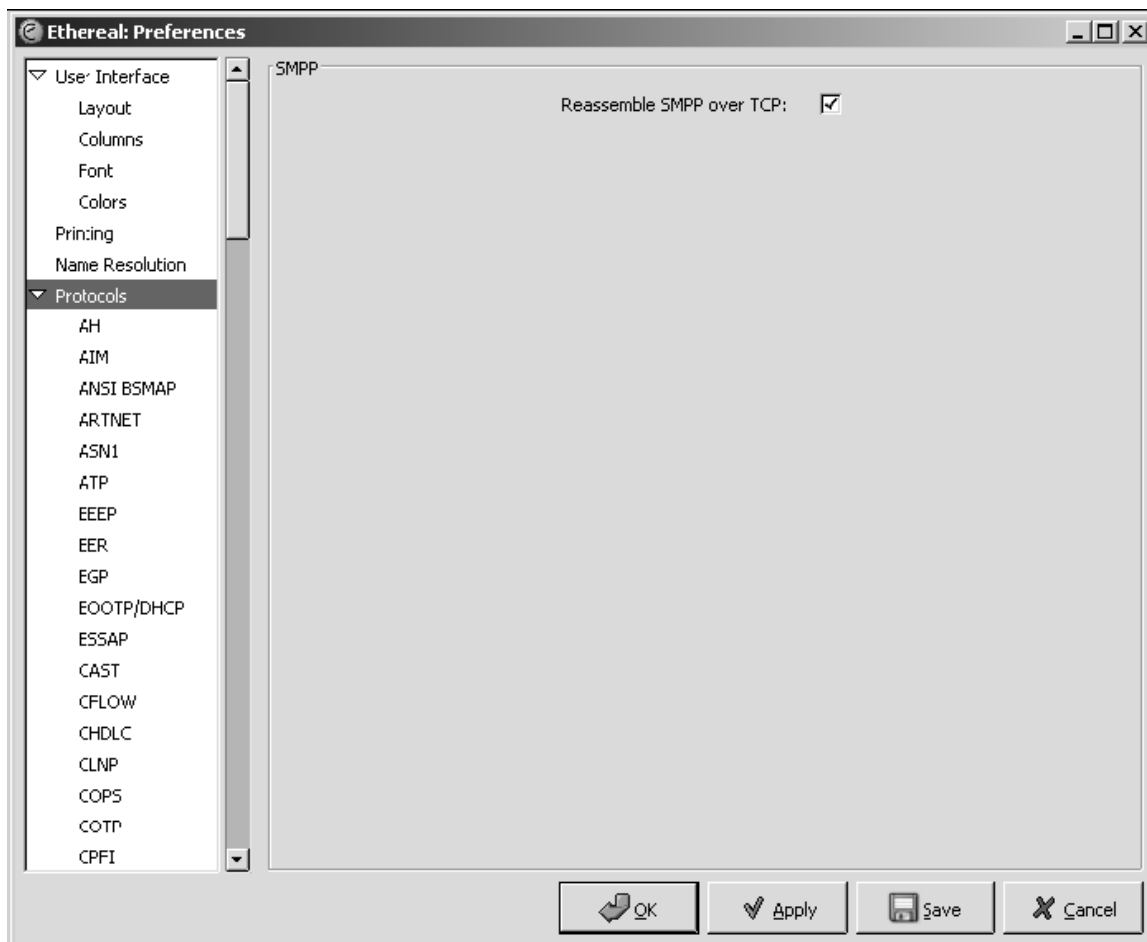 Ethereal: Preferences
User Interface
Layout
Columns
Font
Colors
Printing
Name Resolution
Protocols
AH
AIM
ANSI BSMAP
ARTNET
ASN1
ATP
EEEP
EER
EGP
EOOTP/DHCP
ESSAP
CAST
CFLOW
CHDLC
CLNP
COPS
COTP
CPFI
SMPP
Reassemble SMPP over TCP:
OK
Apply
Save
Cancel